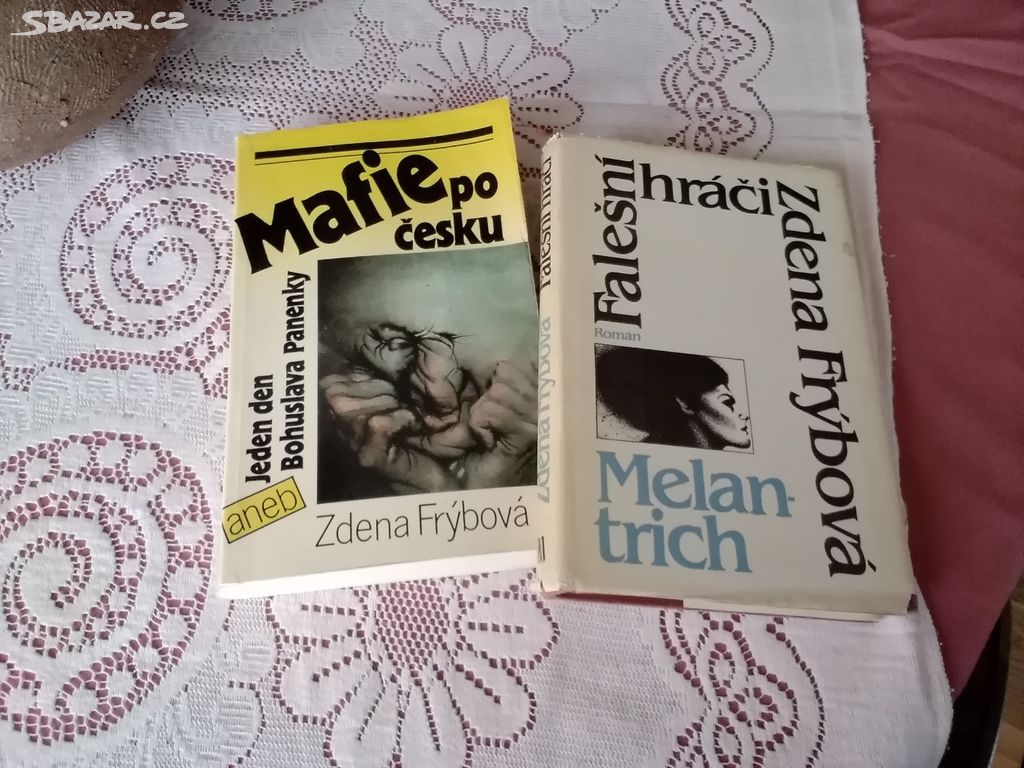 SBAZAR.CZ
Mafie po
česku
aneb
Jeden den
Bohuslava Panenky
Zdena Frýbová
Falešní hráči
Zdena Frýbová
Falešní
hráči
Zdena Frýbová
Roman
Melan-
trich